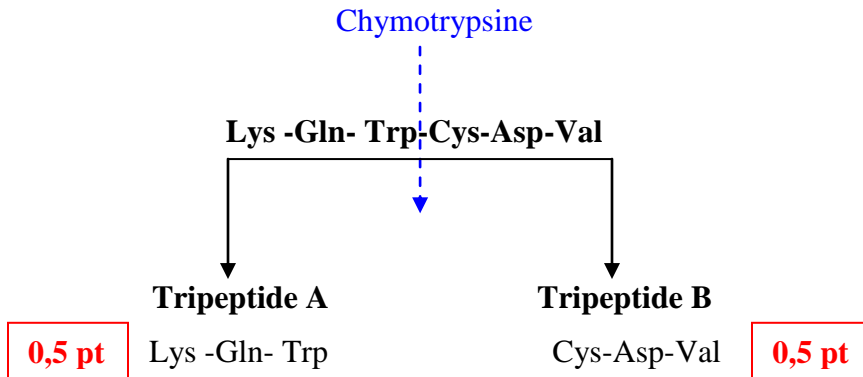 Chymotrypsine
Lys -Gln- Trp-Cys-Asp-Val
Tripeptide A Tripeptide B
0,5 pt Lys -Gln- Trp Cys-Asp-Val 0,5 pt